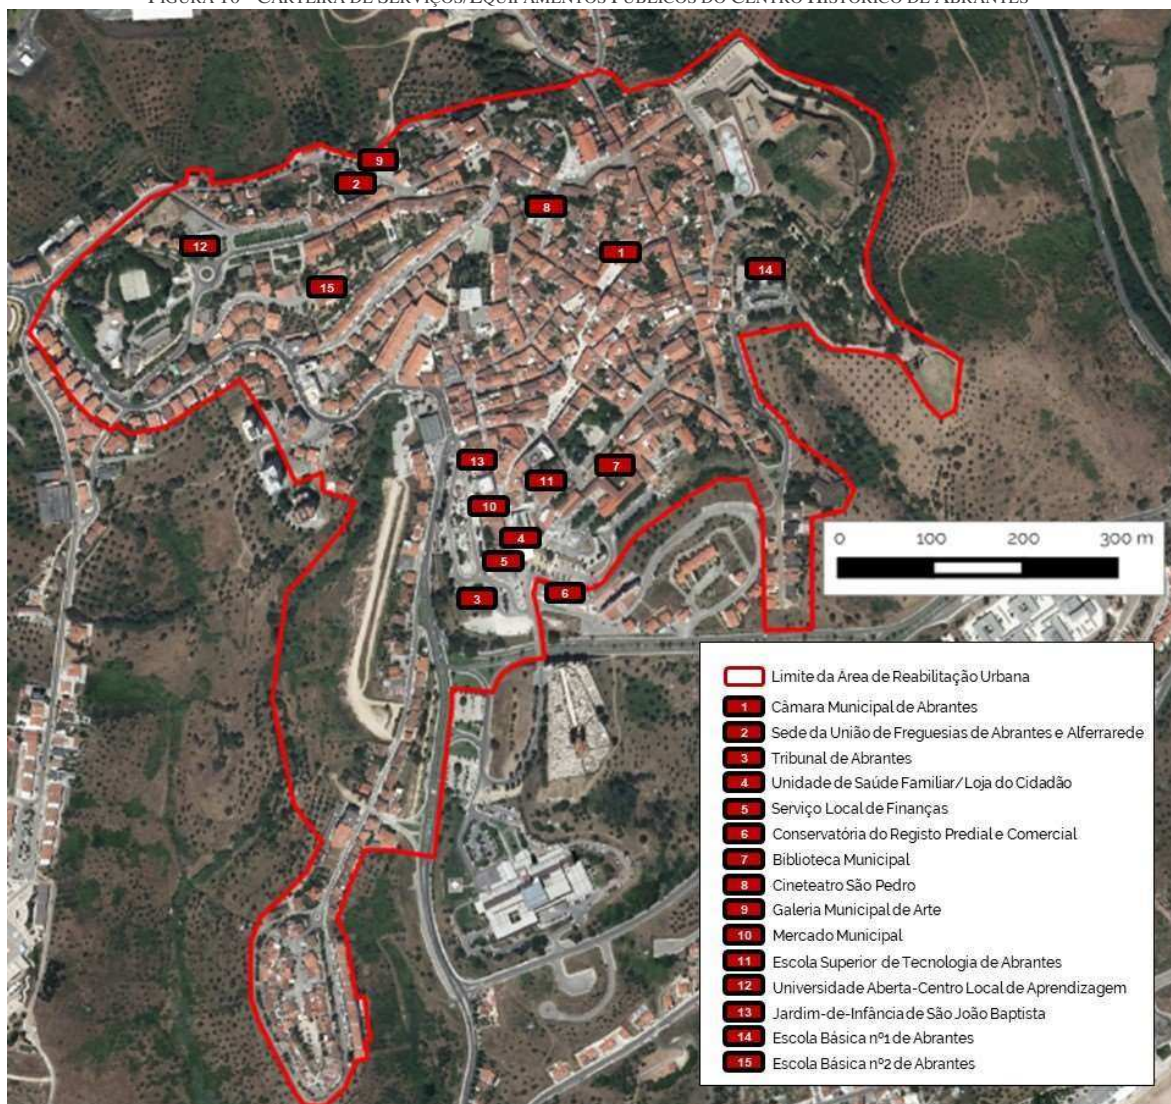 FIGURA 16 - CARTEIRA DE SERVIÇOS/EQUIPAMENTOS PÚBLICOS DO CENTRO HISTÓRICO DE ABRANTES
9
2
8
12
1
14
15
13
7
11
10
4
5
6
3
0 100 200 300 m
Limite da Área de Reabilitação Urbana
1 Câmara Municipal de Abrantes
2 Sede da União de Freguesias de Abrantes e Alferrarede
3 Tribunal de Abrantes
4 Unidade de Saúde Familiar/Loja do Cidadão
5 Serviço Local de Finanças
6 Conservatória do Registo Predial e Comercial
7 Biblioteca Municipal
8 Cineteatro São Pedro
9 Galeria Municipal de Arte
10 Mercado Municipal
11 Escola Superior de Tecnologia de Abrantes
12 Universidade Aberta-Centro Local de Aprendizagem
13 Jardim-de-Infância de São João Baptista
14 Escola Básica nº1 de Abrantes
15 Escola Básica nº2 de Abrantes